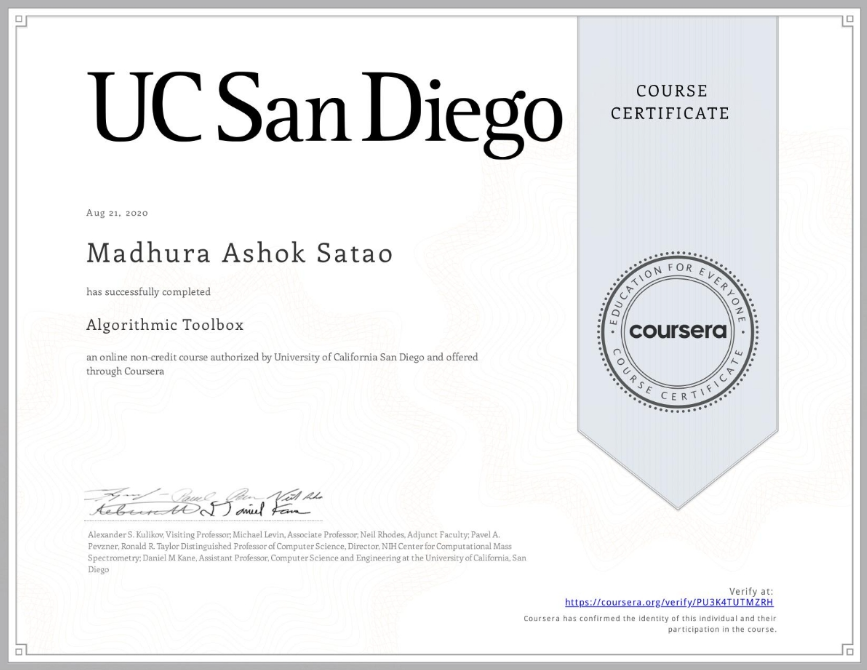 UC San Diego
COURSE
CERTIFICATE
Aug 21, 2020
Madhura Ashok Satao
has successfully completed
Algorithmic Toolbox
an online non-credit course authorized by University of California San Diego and offered
through Coursera
EDUCATION FOR EVERYONE
coursera
COURSE CERTIFICATE
Alexander S. Kulikov, Visiting Professor; Michael Levin, Associate Professor; Neil Rhodes, Adjunct Faculty; Pavel A.
Pevzner, Ronald R. Taylor Distinguished Professor of Computer Science, Director, NIH Center for Computational Mass
Spectrometry; Daniel M Kane, Assistant Professor, Computer Science and Engineering at the University of California, San
Diego
Verify at:
https://coursera.org/verify/PU3K4TUTMZRH
Coursera has confirmed the identity of this individual and their
participation in the course.